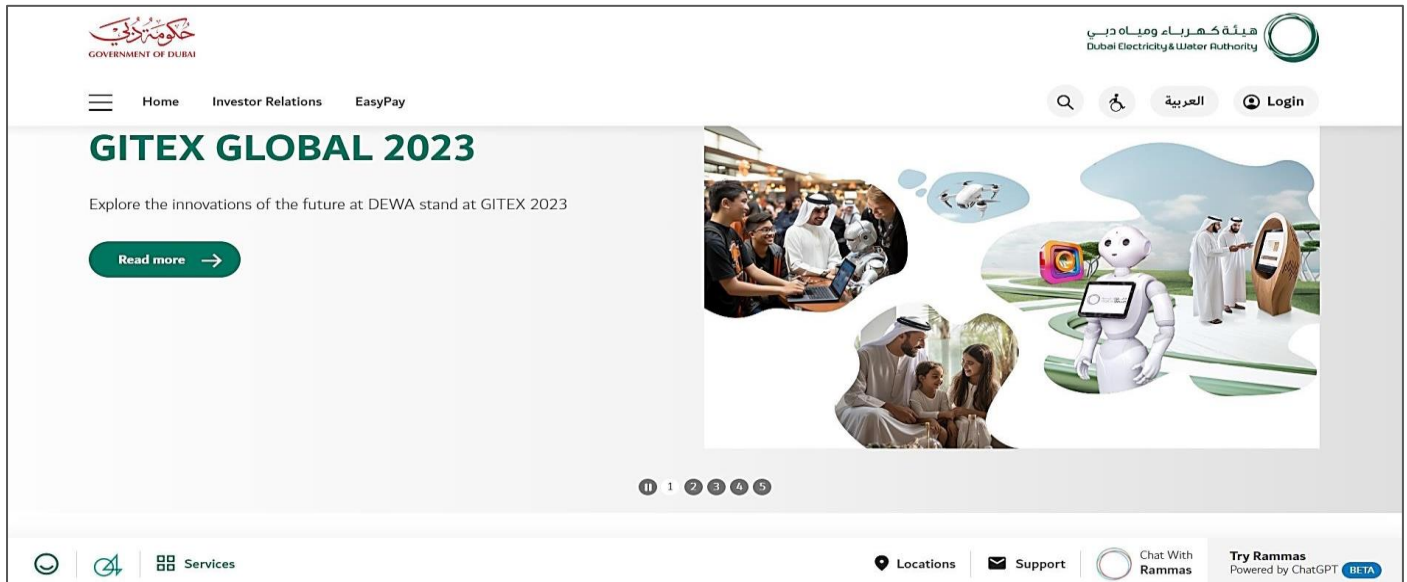 حكومة دبي
GOVERNMENT OF DUBAI
هيئة كهرباء ومياه دبي
Dubai Electricity & Water Authority
Home
Investor Relations
EasyPay
العربية
Login
GITEX GLOBAL 2023
Explore the innovations of the future at DEWA stand at GITEX 2023
Read more
1 2 3 4 5
Services
Locations
Support
Chat With
Rammas
Try Rammas
Powered by ChatGPT BETA